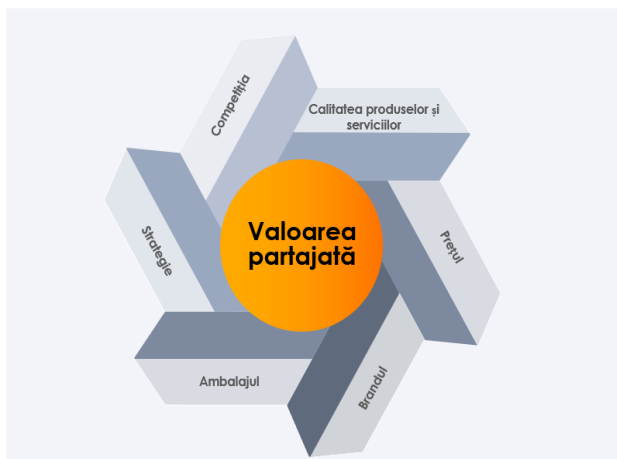 Competiția
Calitatea produselor și
serviciilor
Valoarea
partajată
Prețul
Strategie
Ambalajul
Brandul